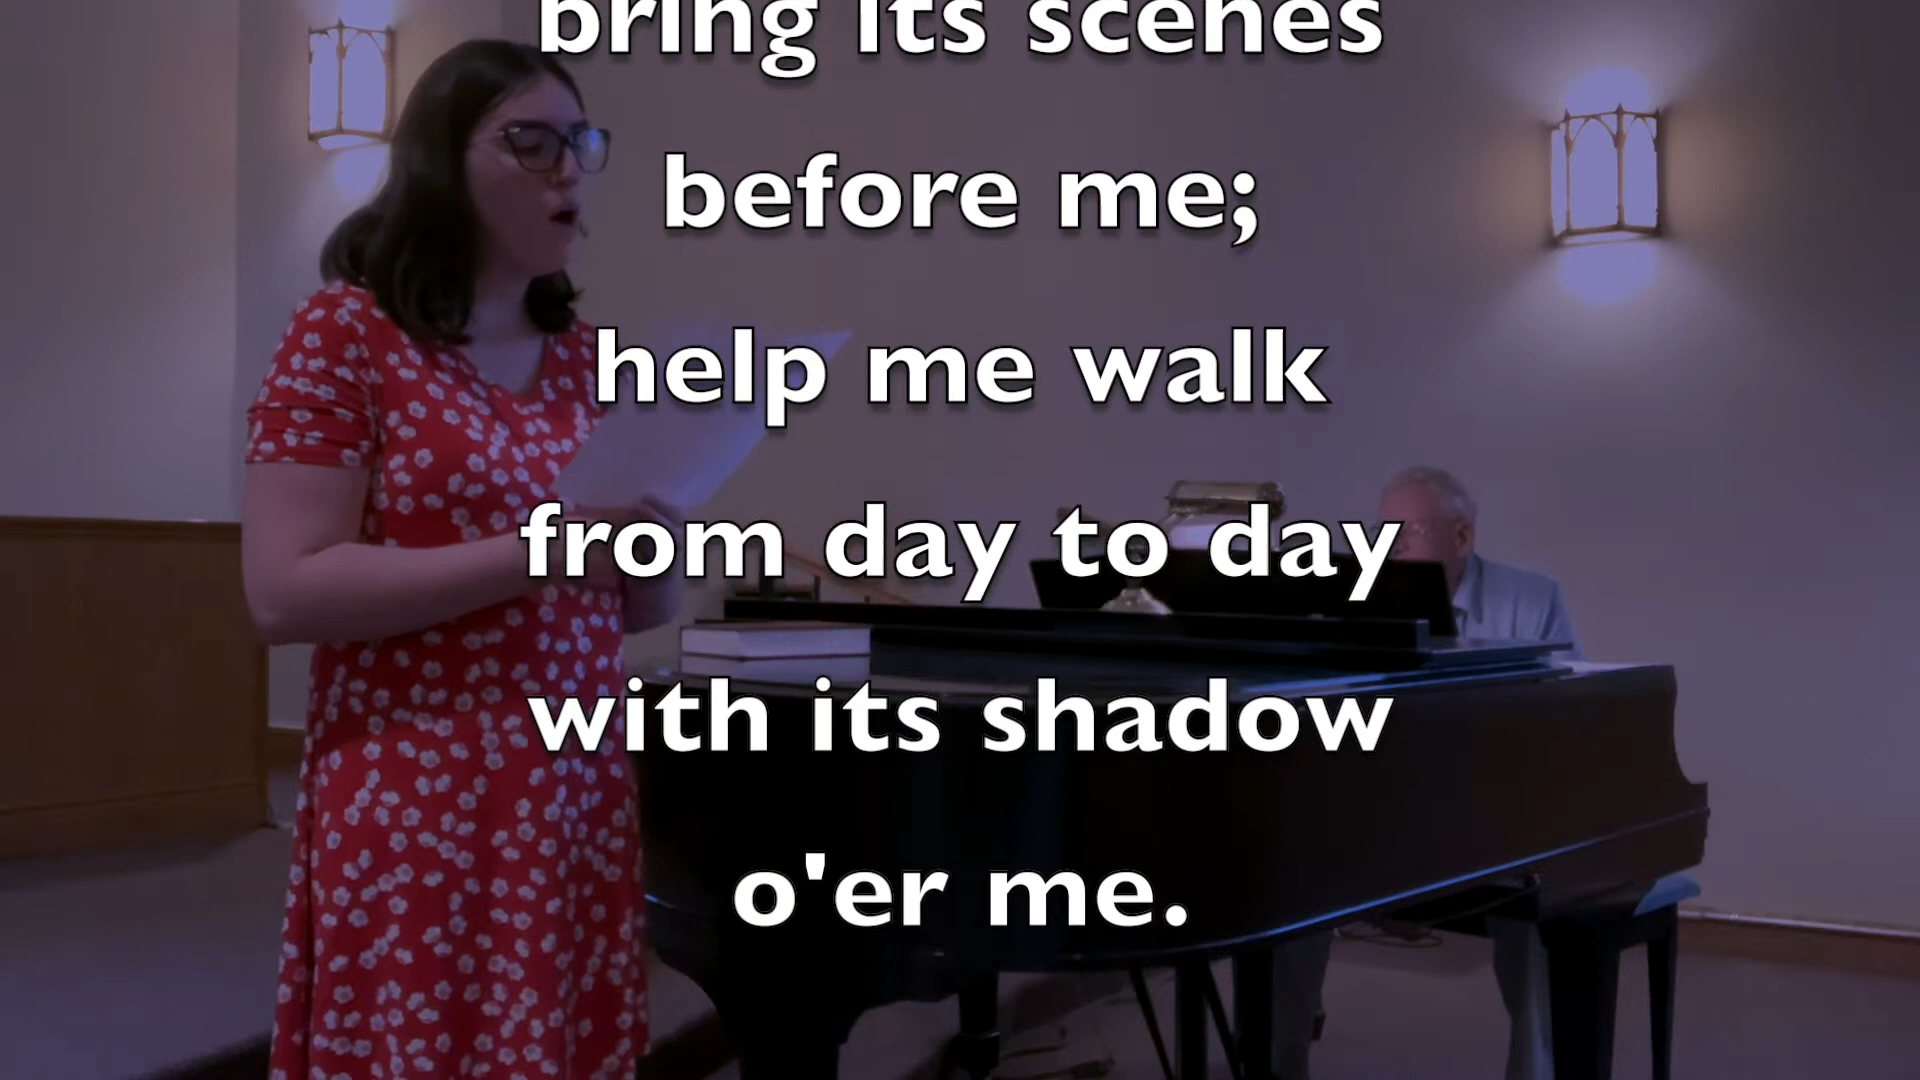 bring its scenes
before me;
help me walk
from day to day
with its shadow
o'er me.